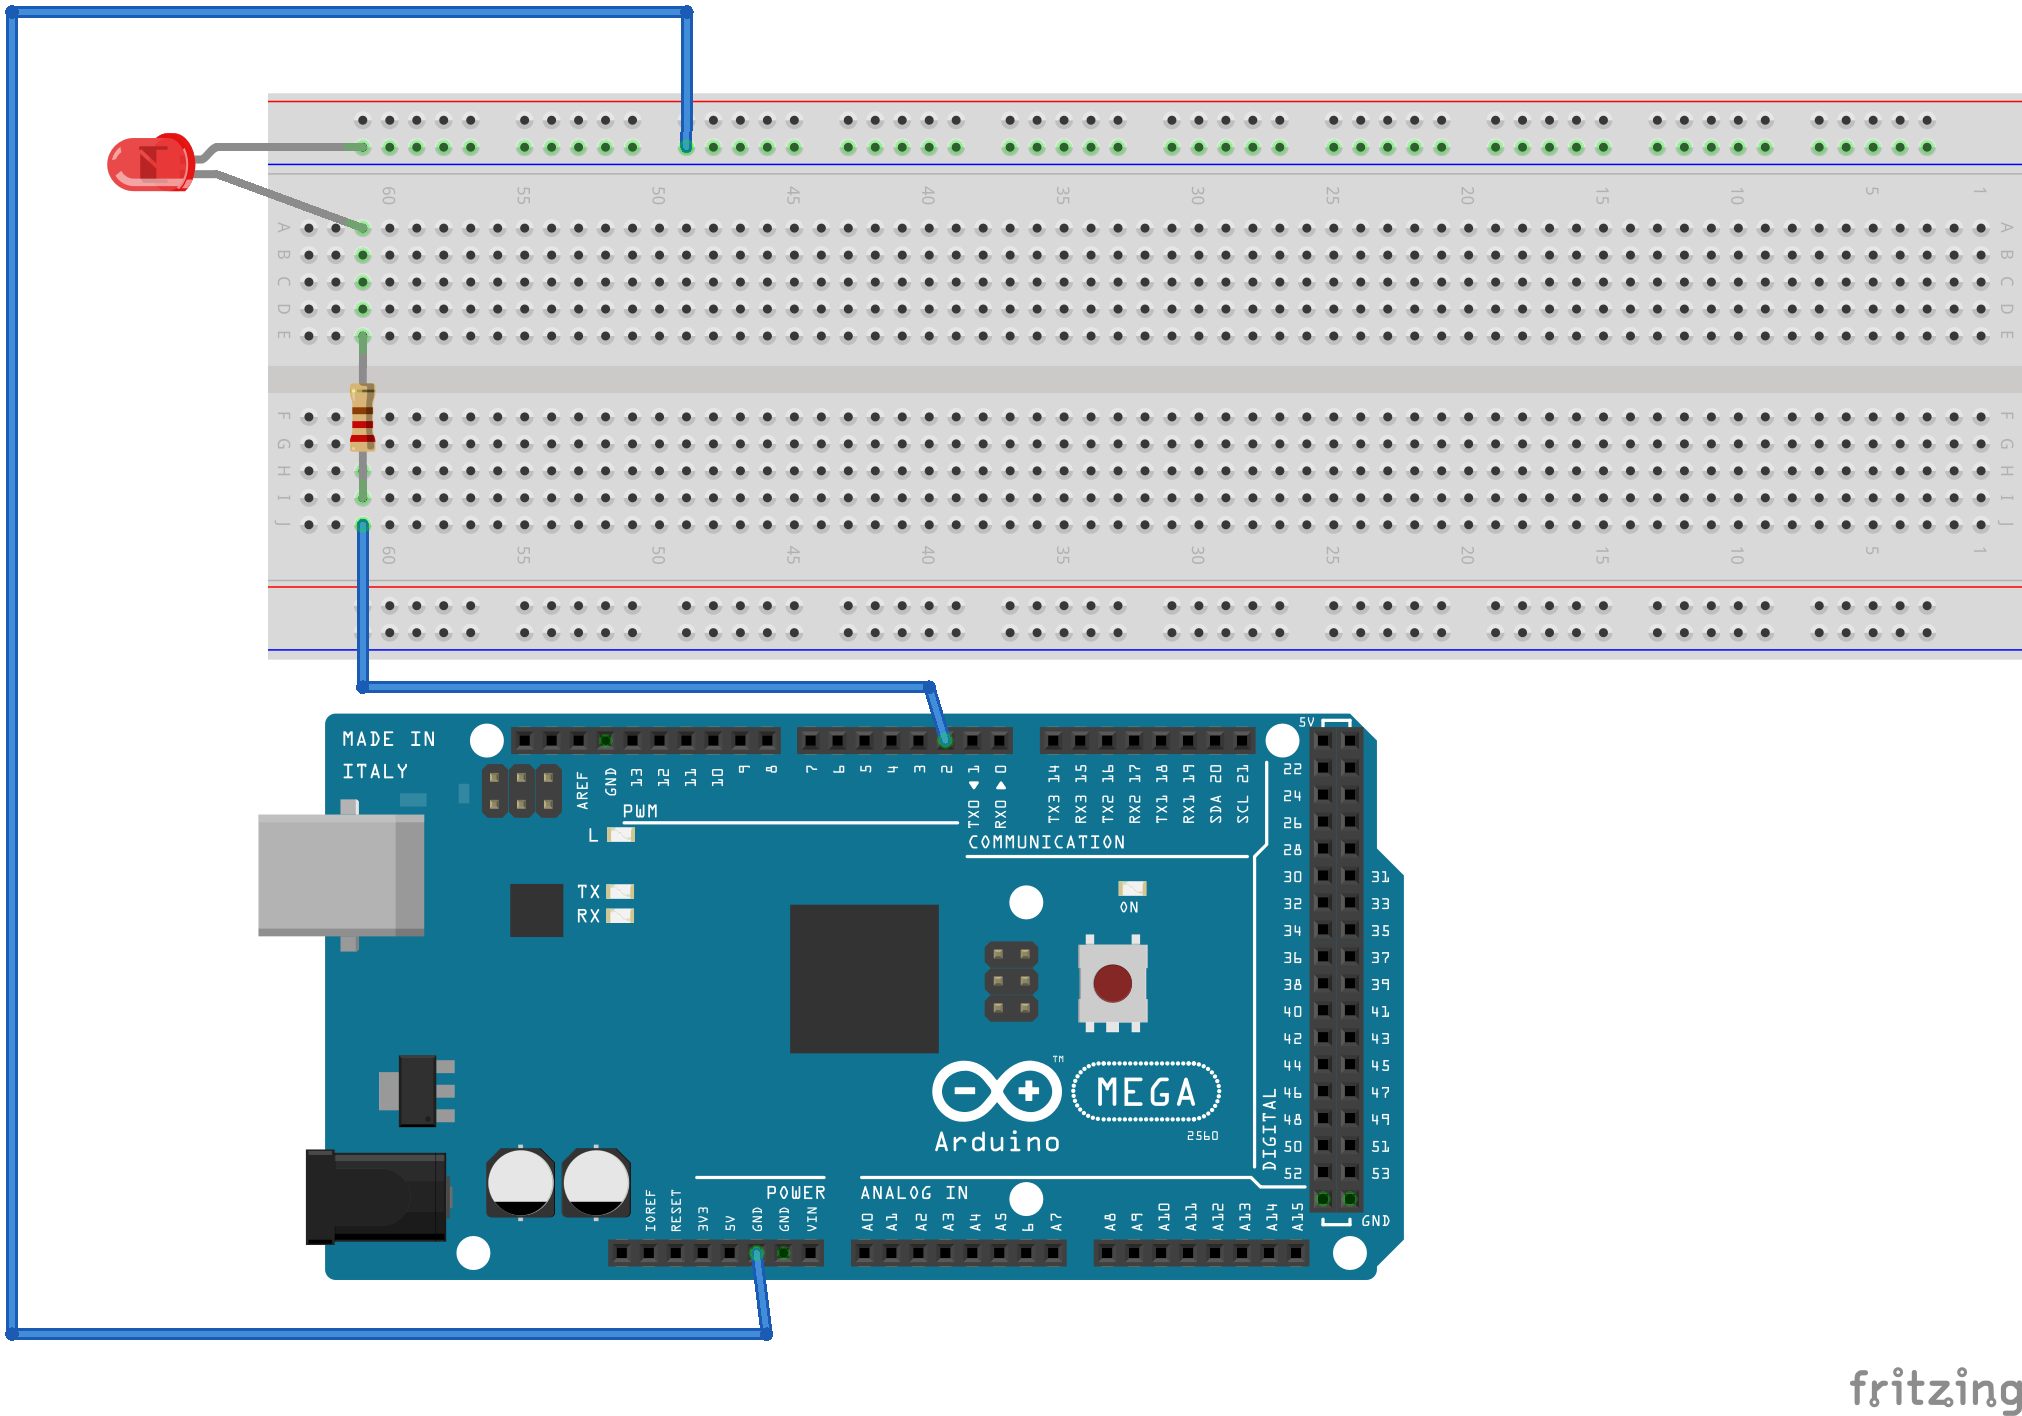 60 55 50 45 40 35 30 25 20 15 10 5 1
A A
B B
C C
D D
E E
F F
G G
H H
I I
J J
60 55 50 45 40 35 30 25 20 15 10 5 1
MADE IN
ITALY
5V
AREF GND 13 12 11 10 9 8 7 6 5 4 3 2 TX0 1 RX0 0 TX3 14 RX3 15 TX2 16 RX2 17 TX1 18 RX1 19 SDA 20 SCL 21
PWM
COMMUNICATION
L
TX
RX
ON
22
24
26
28
30 31
32 33
34 35
36 37
38 39
40 41
42 43
44 45
46 47
48 49
50 51
52 53
DIGITAL
GND
TM
MEGA
Arduino
2560
POWER
ANALOG IN
IOREF RESET 3V3 5V GND GND VIN A0 A1 A2 A3 A4 A5 6 A7 A8 A9 A10 A11 A12 A13 A14 A15
fritzing